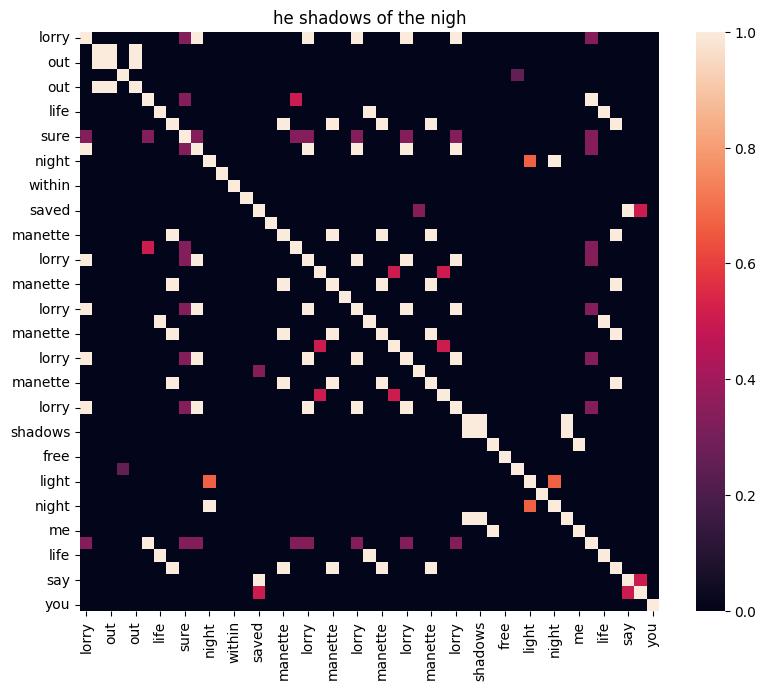 he shadows of the nigh
lorry
out
out
life
sure
night
within
saved
manette
lorry
manette
lorry
manette
lorry
manette
lorry
shadows
free
light
night
me
life
say
you
1.0
0.8
0.6
0.4
0.2
0.0
lorry out out life sure night within saved manette lorry manette lorry manette lorry manette lorry shadows free light night me life say you